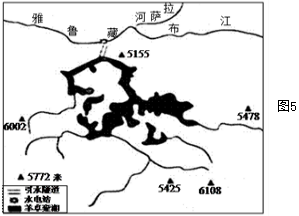 雅鲁藏布江
拉萨河
5155
5478
6002
图5
5772 米
5425
6108
引水隧道
水电站
羊卓雍湖